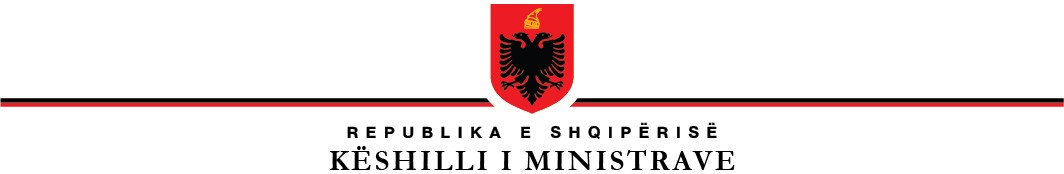 REPUBLIKA E SHQIPËRISË
KËSHILLI I MINISTRAVE